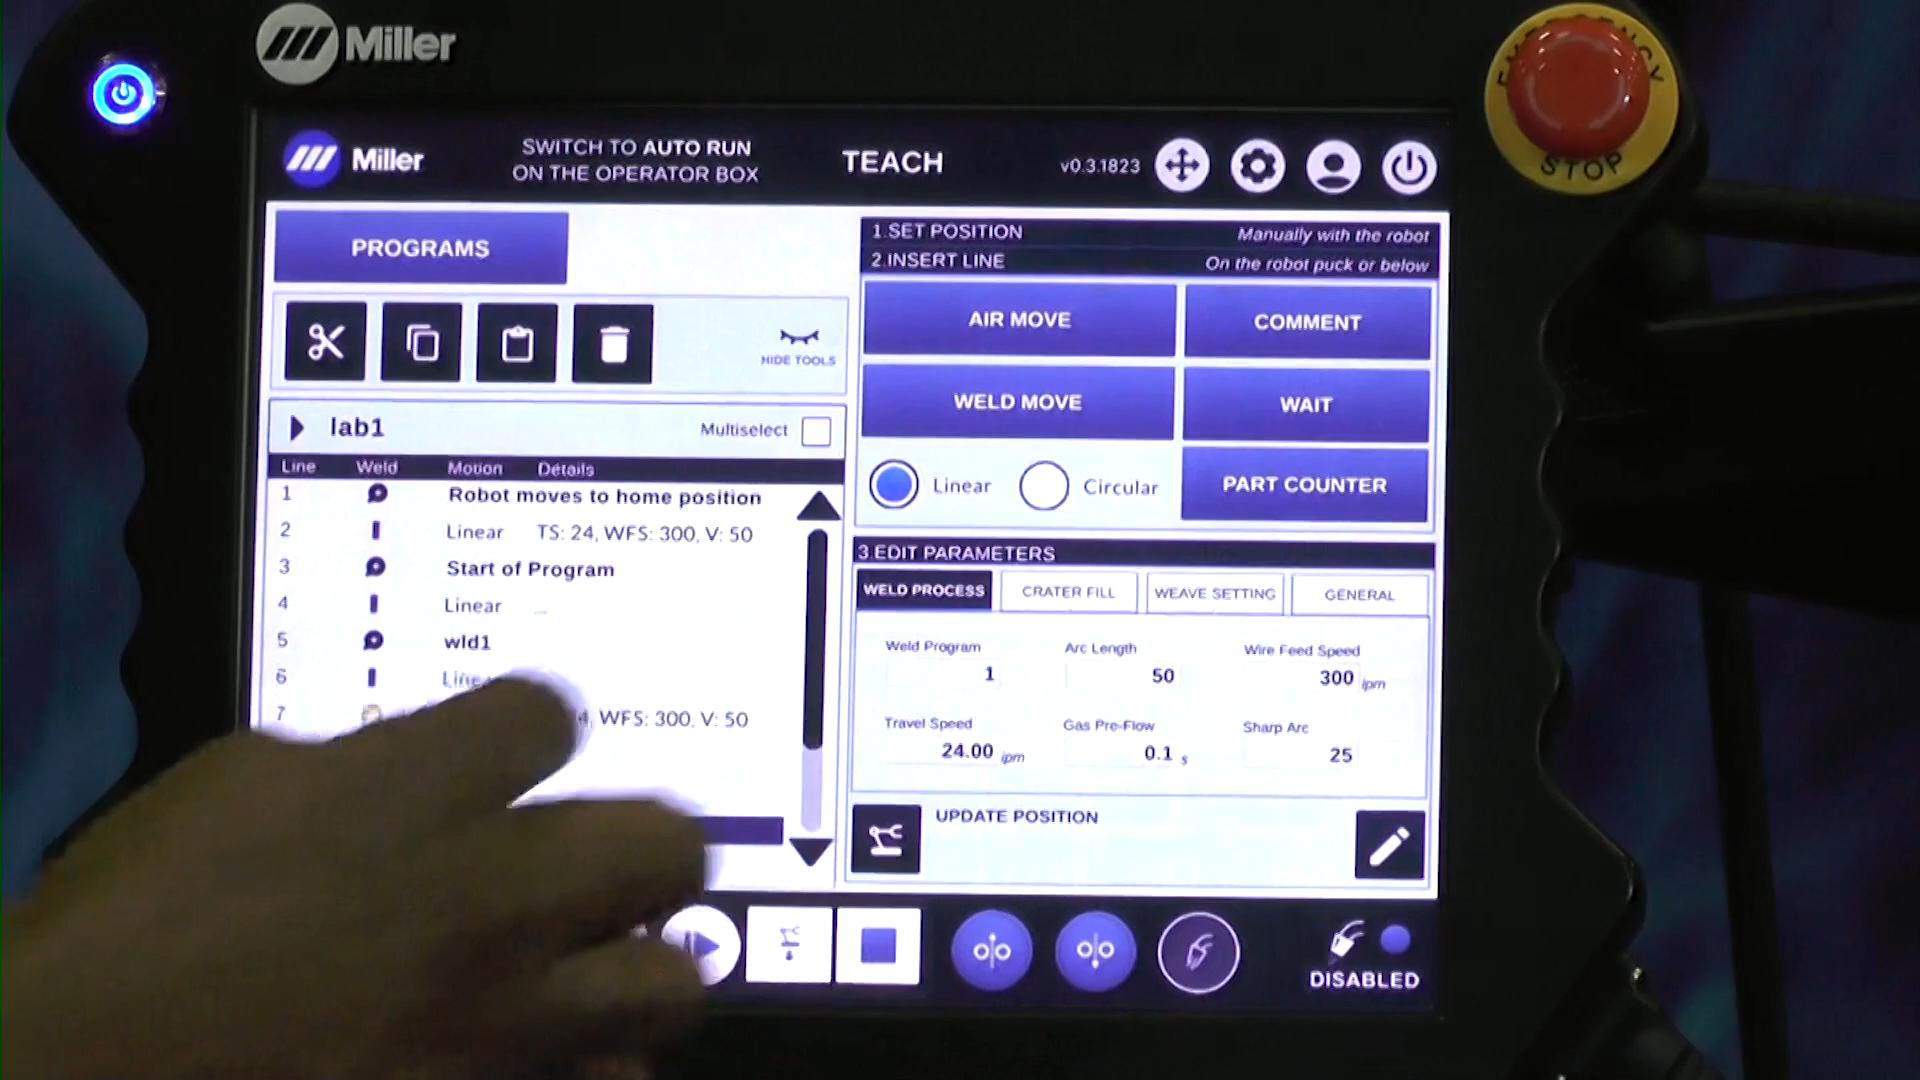 Miller
EMERGENCY
STOP
Miller
SWITCH TO AUTO RUN
ON THE OPERATOR BOX
TEACH
v0.3.1823
PROGRAMS
HIDE TOOLS
lab1
Multiselect
Line Weld Motion Details
1 Robot moves to home position
2 Linear TS: 24, WFS: 300, V: 50
3 Start of Program
4 Linear
5 wld1
6
7 WFS: 300, V: 50
1.SET POSITION Manually with the robot
2.INSERT LINE On the robot puck or below
AIR MOVE COMMENT
WELD MOVE WAIT
Linear Circular PART COUNTER
3.EDIT PARAMETERS
WELD PROCESS CRATER FILL WEAVE SETTING GENERAL
Weld Program Arc Length Wire Feed Speed
1 50 300 ipm
Travel Speed Gas Pre-Flow Sharp Arc
24.00 ipm 0.1 s 25
UPDATE POSITION
DISABLED